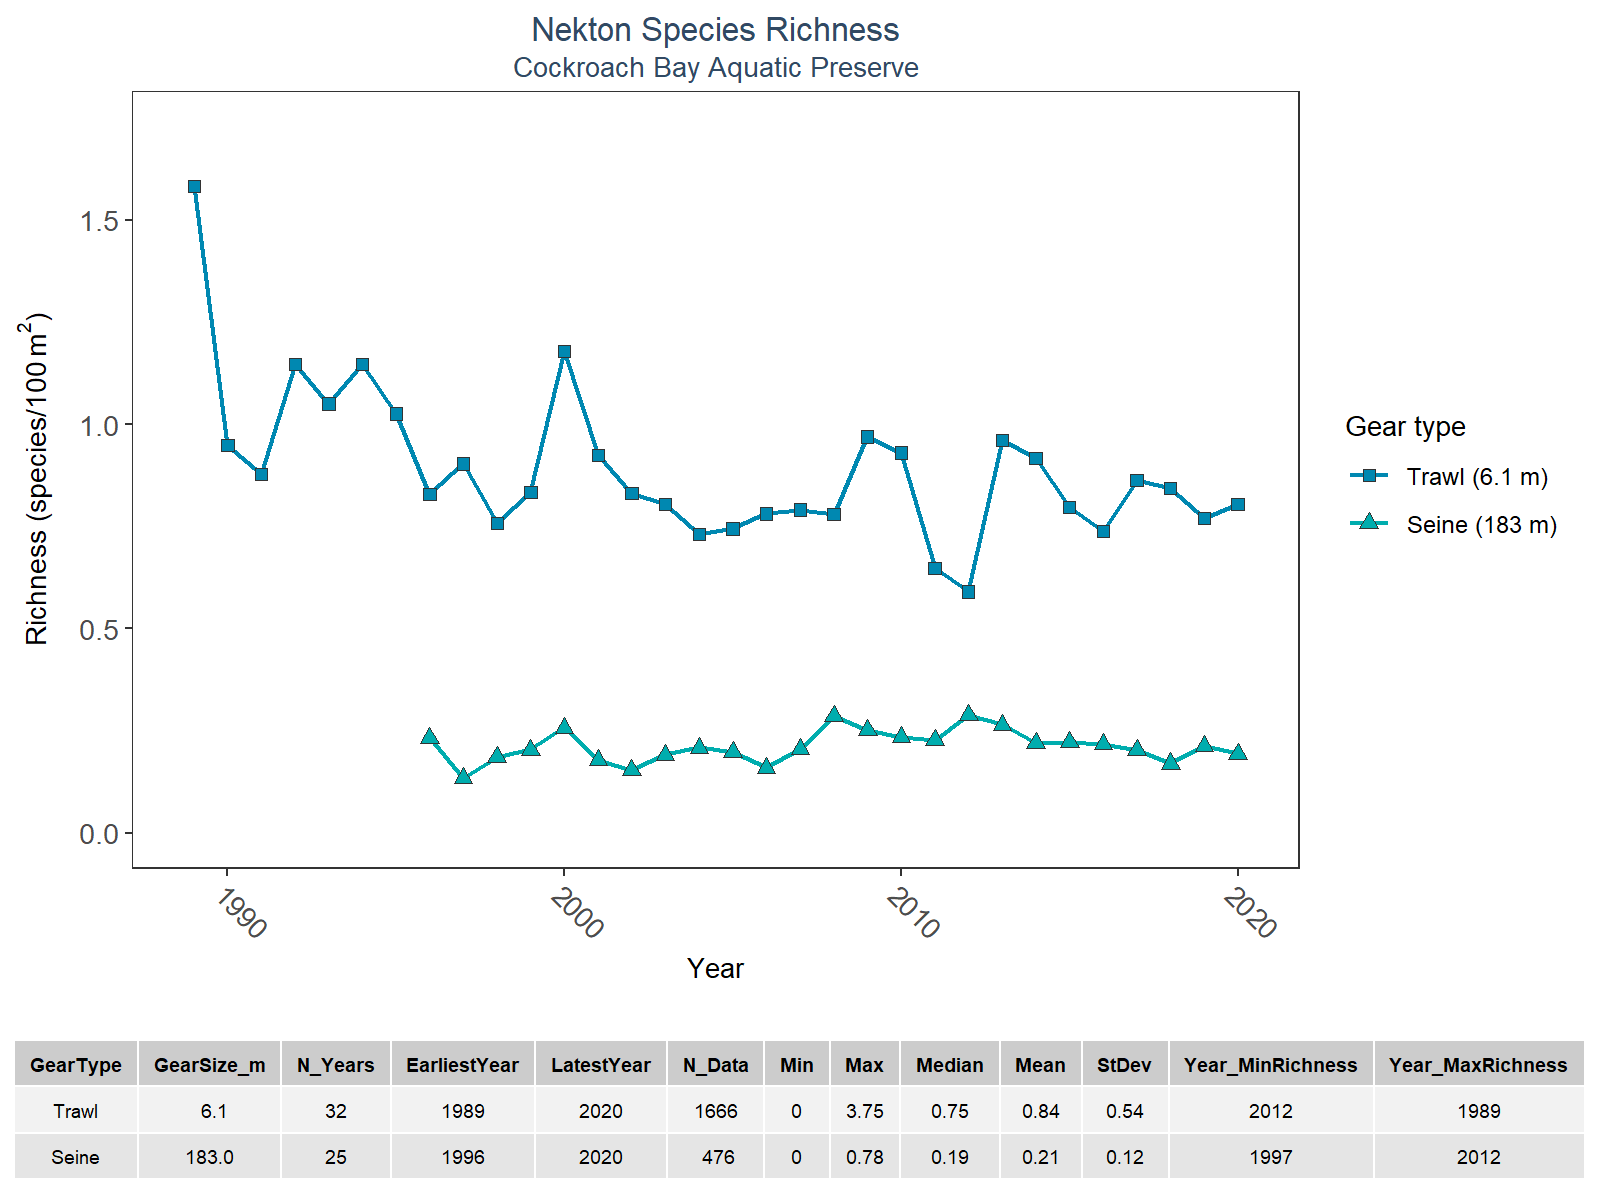 Nekton Species Richness
Cockroach Bay Aquatic Preserve
Richness (species/100 m²)
1.5
1.0
0.5
0.0
1990 2000 2010 2020
Year
Gear type
Trawl (6.1 m)
Seine (183 m)
GearType GearSize_m N_Years EarliestYear LatestYear N_Data Min Max Median Mean StDev Year_MinRichness Year_MaxRichness
Trawl 6.1 32 1989 2020 1666 0 3.75 0.75 0.84 0.54 2012 1989
Seine 183.0 25 1996 2020 476 0 0.78 0.19 0.21 0.12 1997 2012